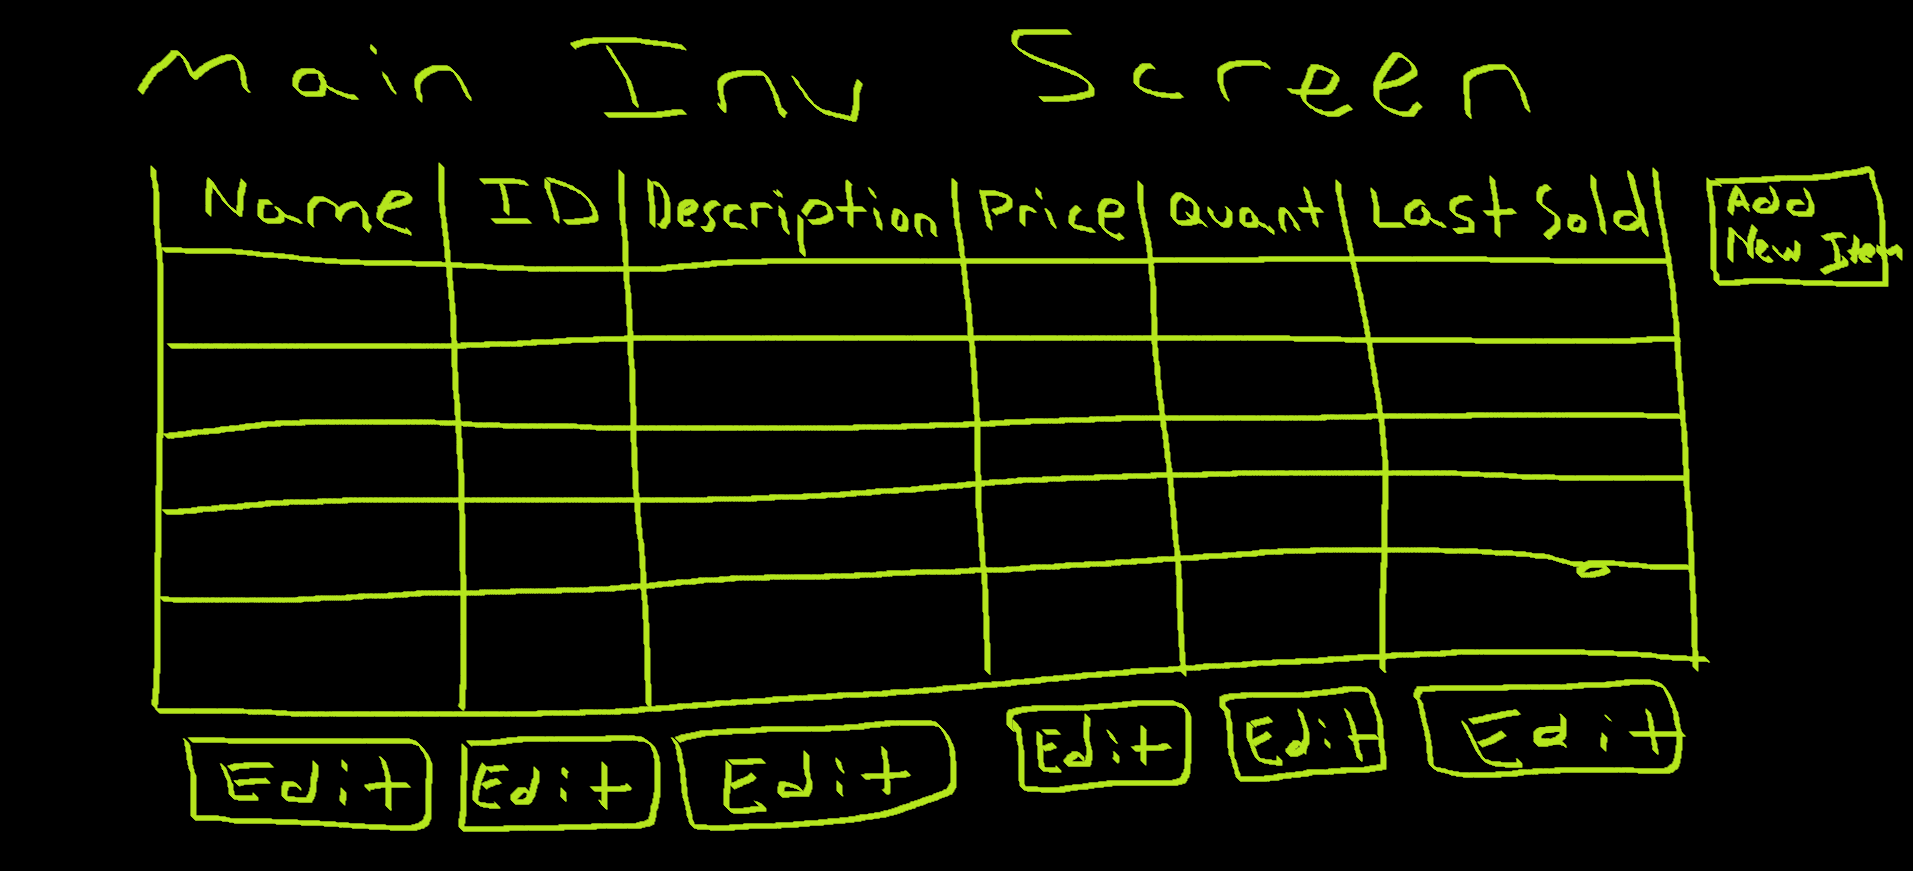 Main Inv Screen
Name ID Description Price Quant Last Sold
Add
New Item
Edit Edit Edit Edit Edit Edit